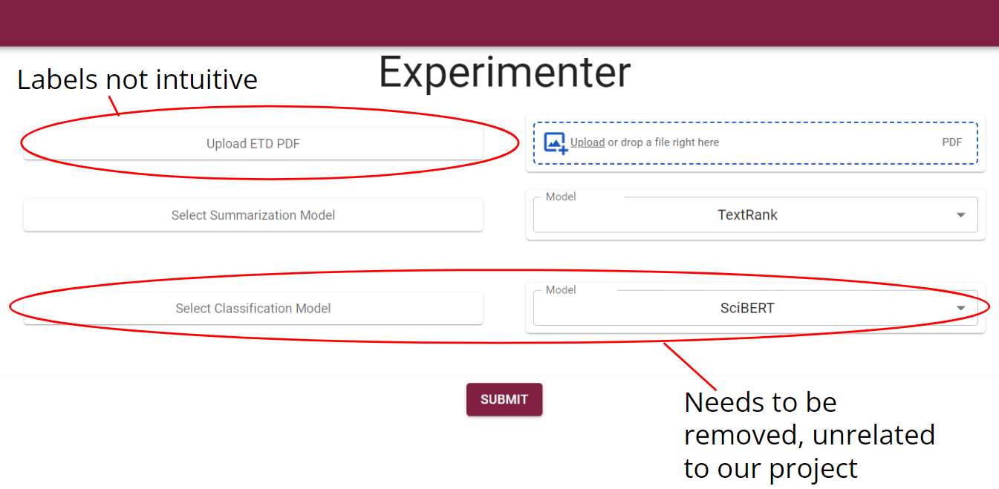 Experimenter
Labels not intuitive
Upload ETD PDF
Upload or drop a file right here
PDF
Select Summarization Model
Model
TextRank
Select Classification Model
Model
SciBERT
SUBMIT
Needs to be
removed, unrelated
to our project